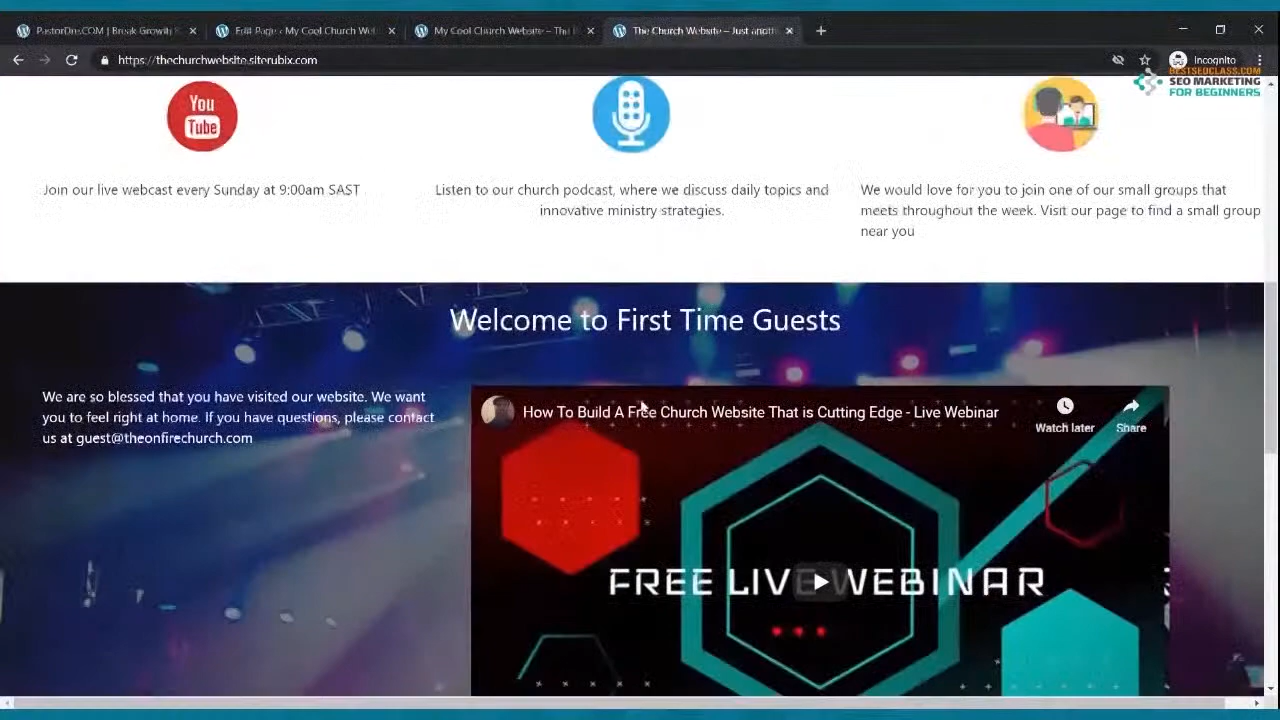 PastorDre.COM | Break Growth
Edit Page ‹ My Cool Church We
My Cool Church Website – Th
The Church Website – Just anoth
https://thechurchwebsite.siterubix.com
Incognito
BESTSEOCLASS.COM
SEO MARKETING
FOR BEGINNERS
You
Tube
Join our live webcast every Sunday at 9:00am SAST
Listen to our church podcast, where we discuss daily topics and
innovative ministry strategies.
We would love for you to join one of our small groups that
meets throughout the week. Visit our page to find a small group
near you
Welcome to First Time Guests
We are so blessed that you have visited our website. We want
you to feel right at home. If you have questions, please contact
us at guest@theonfirechurch.com
How To Build A Free Church Website That is Cutting Edge - Live Webinar
Watch later
Share
FREE LIVE WEBINAR